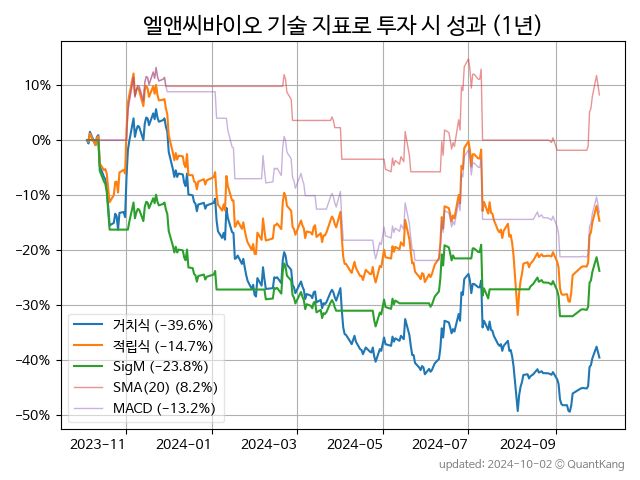 엘앤씨바이오 기술 지표로 투자 시 성과 (1년)
10%
0%
−10%
−20%
−30%
−40%
−50%
거치식 (−39.6%)
적립식 (−14.7%)
SigM (−23.8%)
SMA(20) (8.2%)
MACD (−13.2%)
2023-11 2024-01 2024-03 2024-05 2024-07 2024-09
updated: 2024-10-02 ⓒ QuantKang